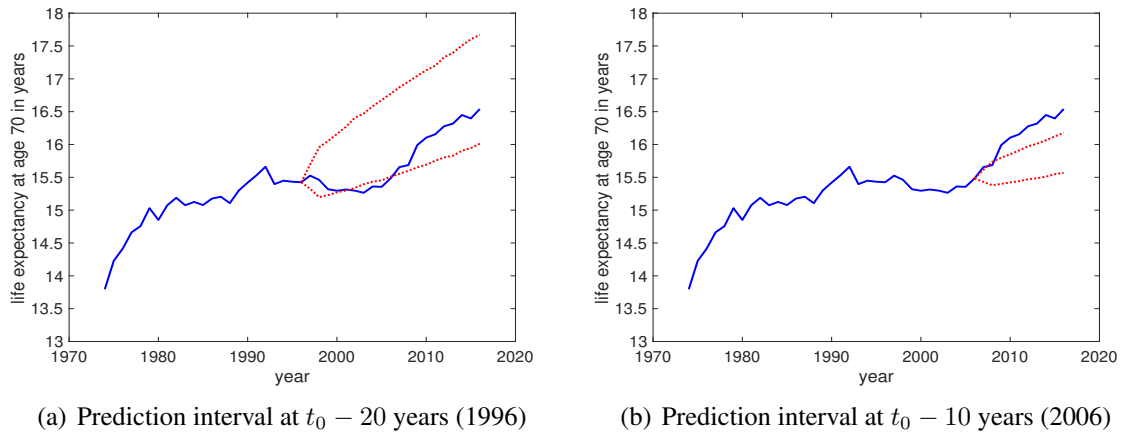 18
17.5
17
16.5
16
15.5
15
14.5
14
13.5
13
life expectancy at age 70 in years
1970 1980 1990 2000 2010 2020
year
(a) Prediction interval at t₀ − 20 years (1996)
18
17.5
17
16.5
16
15.5
15
14.5
14
13.5
13
life expectancy at age 70 in years
1970 1980 1990 2000 2010 2020
year
(b) Prediction interval at t₀ − 10 years (2006)